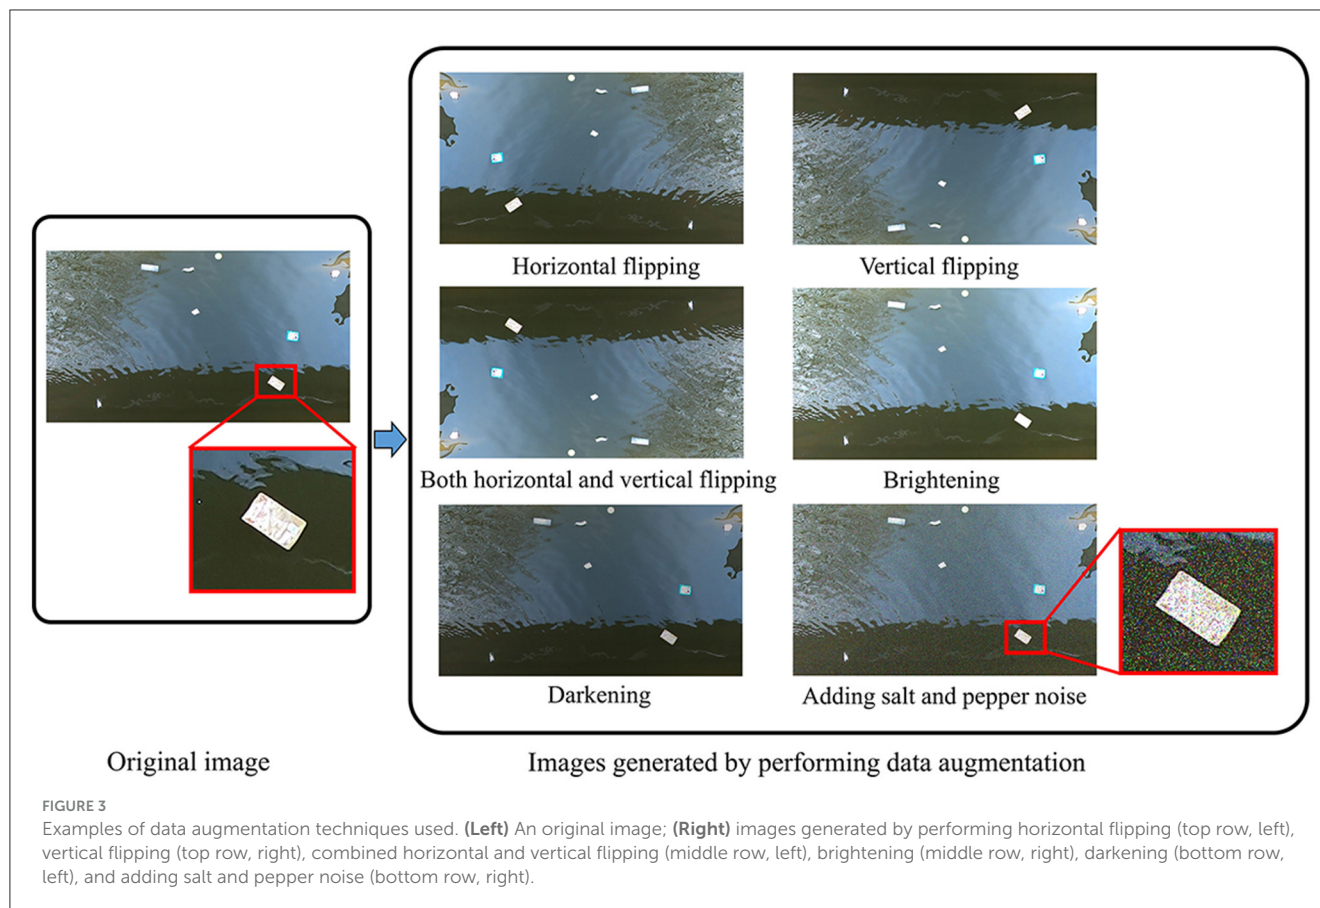 Horizontal flipping
Vertical flipping
Both horizontal and vertical flipping
Brightening
Darkening
Adding salt and pepper noise
Original image
Images generated by performing data augmentation
FIGURE 3
Examples of data augmentation techniques used. (Left) An original image; (Right) images generated by performing horizontal flipping (top row, left),
vertical flipping (top row, right), combined horizontal and vertical flipping (middle row, left), brightening (middle row, right), darkening (bottom row,
left), and adding salt and pepper noise (bottom row, right).